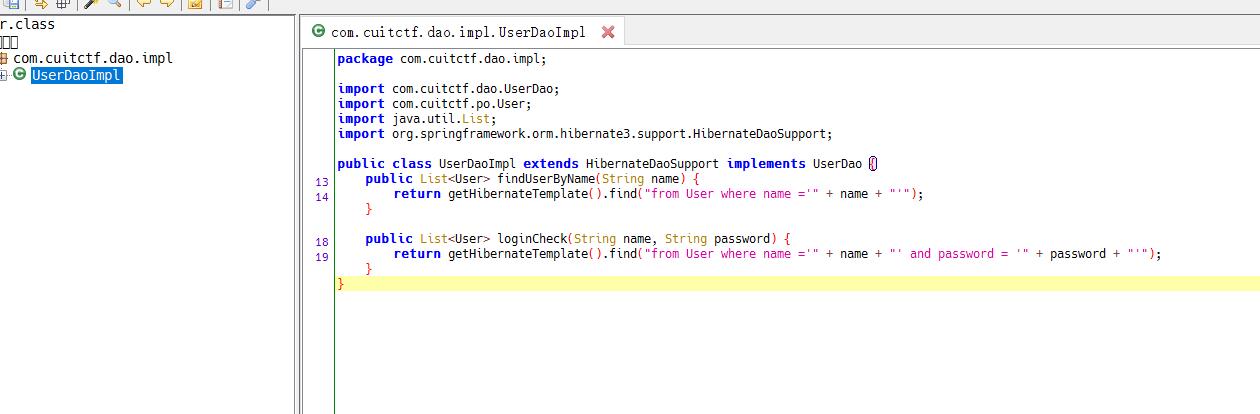 r.class
com.cuitctf.dao.impl
UserDaoImpl
com.cuitctf.dao.impl.UserDaoImpl
package com.cuitctf.dao.impl;
import com.cuitctf.dao.UserDao;
import com.cuitctf.po.User;
import java.util.List;
import org.springframework.orm.hibernate3.support.HibernateDaoSupport;
public class UserDaoImpl extends HibernateDaoSupport implements UserDao {
13 public List<User> findUserByName(String name) {
14 return getHibernateTemplate().find("from User where name ='" + name + "'");
}
18 public List<User> loginCheck(String name, String password) {
19 return getHibernateTemplate().find("from User where name ='" + name + "' and password = '" + password + "'");
}
}